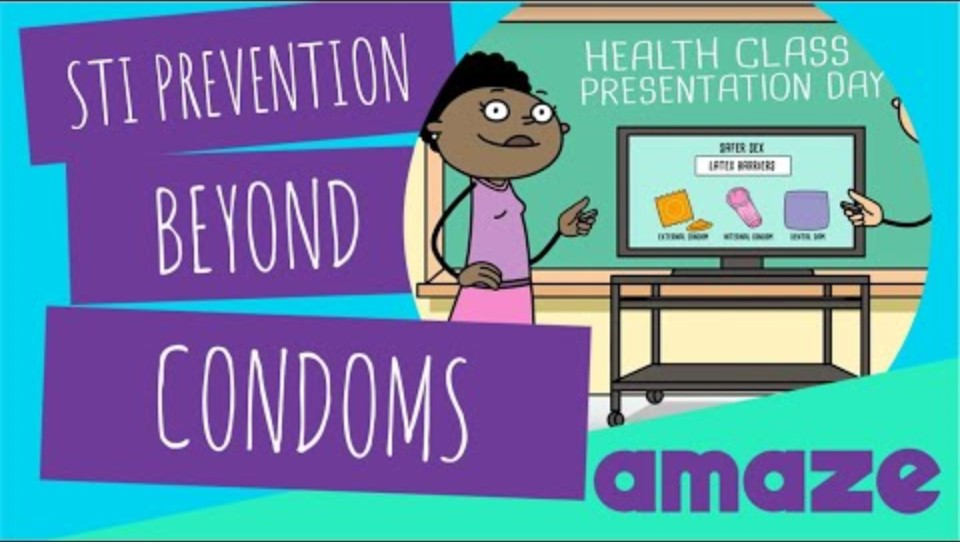 STI PREVENTION
BEYOND
CONDOMS
HEALTH CLASS
PRESENTATION DAY
SAFER SEX
LATEX BARRIERS
EXTERNAL CONDOM
INTERNAL CONDOM
DENTAL DAM
amaze